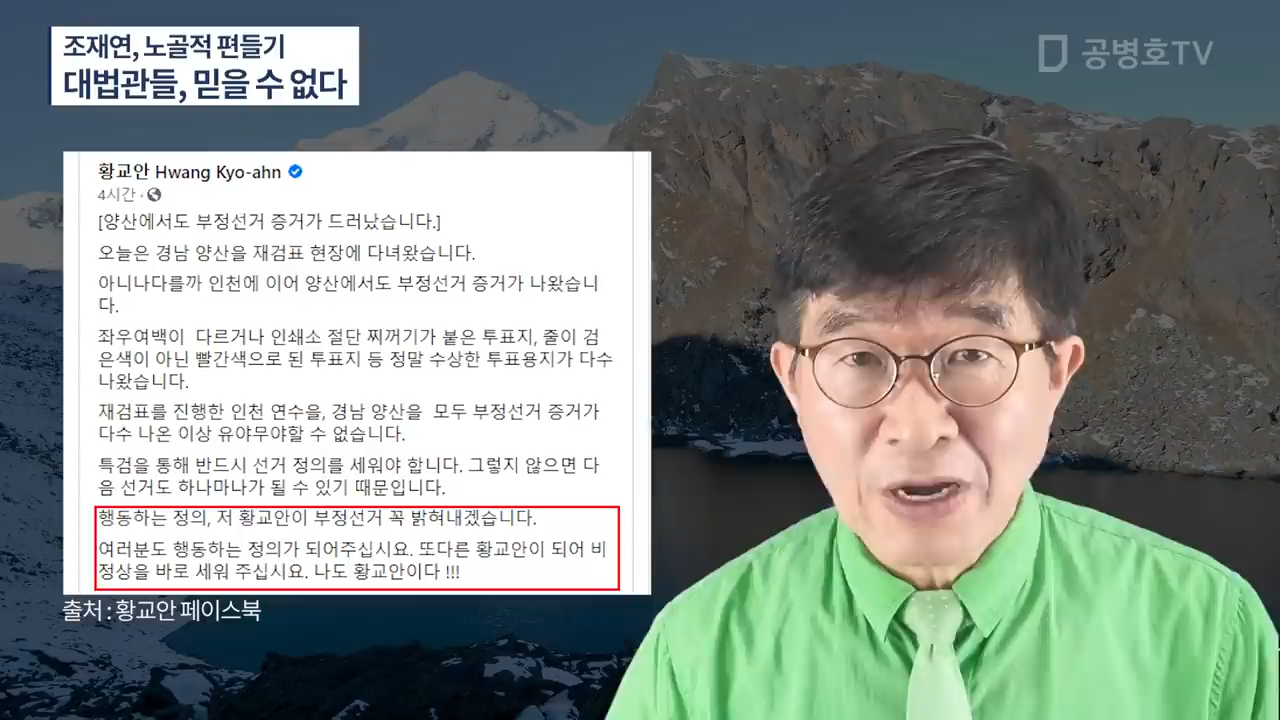 조재연, 노골적 편들기
대법관들, 믿을 수 없다
공병호TV
황교안 Hwang Kyo-ahn
4시간 ·
[양산에서도 부정선거 증거가 드러났습니다.]
오늘은 경남 양산을 재검표 현장에 다녀왔습니다.
아니나다를까 인천에 이어 양산에서도 부정선거 증거가 나왔습니
다.
좌우여백이 다르거나 인쇄소 절단 찌꺼기가 붙은 투표지, 줄이 검
은색이 아닌 빨간색으로 된 투표지 등 정말 수상한 투표용지가 다수
나왔습니다.
재검표를 진행한 인천 연수을, 경남 양산을 모두 부정선거 증거가
다수 나온 이상 유야무야할 수 없습니다.
특검을 통해 반드시 선거 정의를 세워야 합니다. 그렇지 않으면 다
음 선거도 하나마나가 될 수 있기 때문입니다.
행동하는 정의, 저 황교안이 부정선거 꼭 밝혀내겠습니다.
여러분도 행동하는 정의가 되어주십시요. 또다른 황교안이 되어 비
정상을 바로 세워 주십시요. 나도 황교안이다 !!!
출처 : 황교안 페이스북